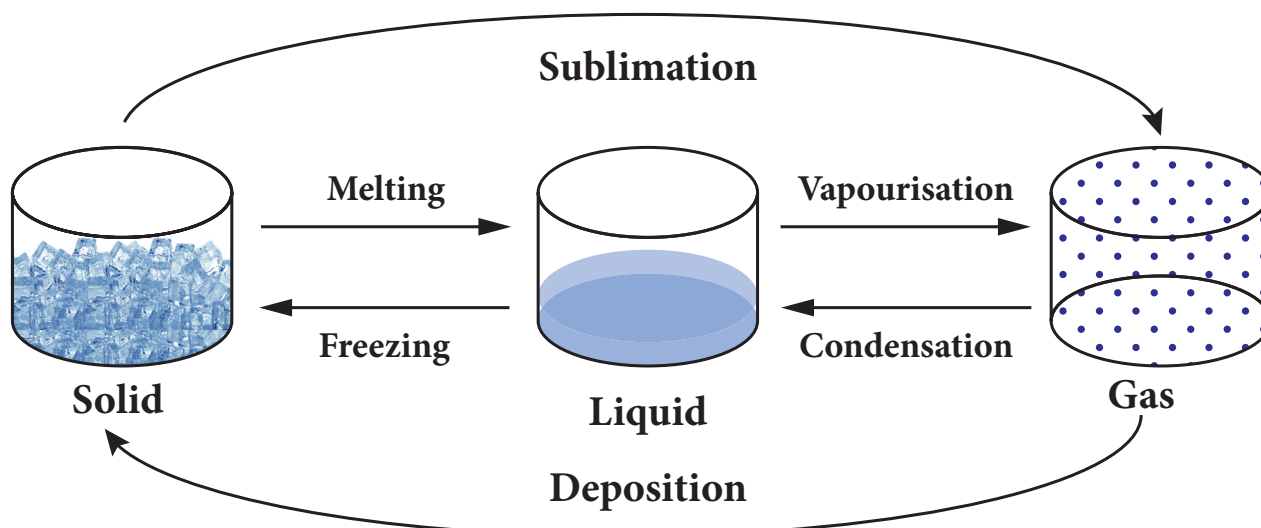 Sublimation
Melting
Vapourisation
Freezing
Condensation
Solid
Liquid
Gas
Deposition